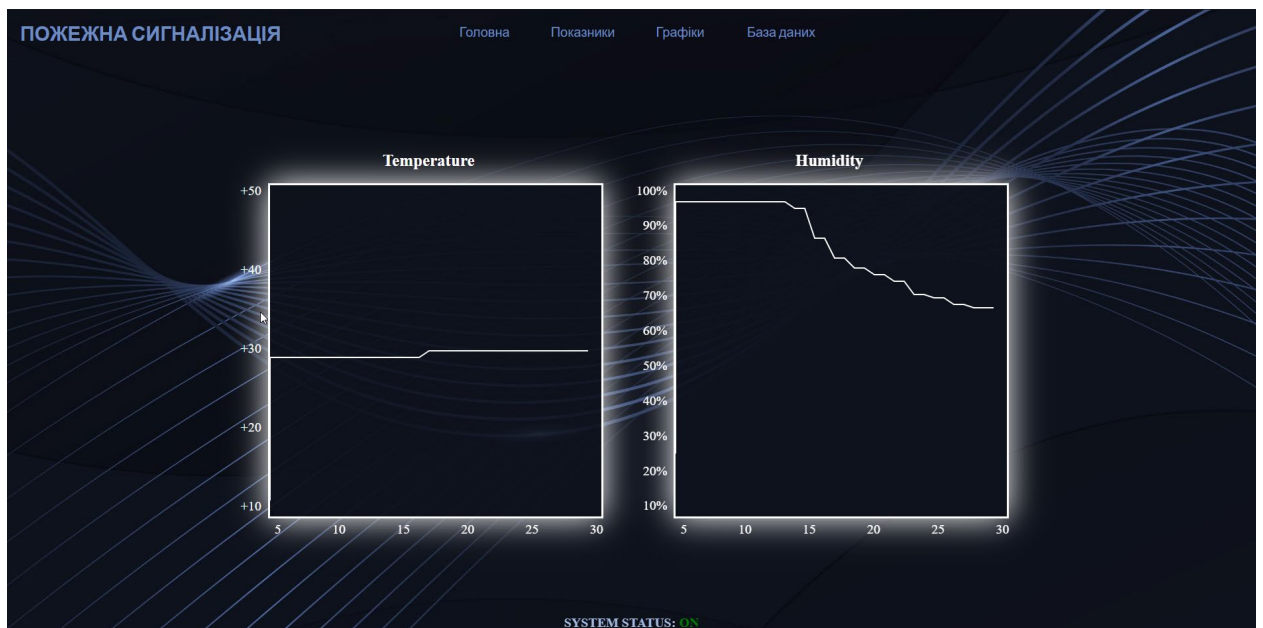 ПОЖЕЖНА СИГНАЛІЗАЦІЯ
Головна Показники Графіки База даних
Temperature
+50
+40
+30
+20
+10
5 10 15 20 25 30
Humidity
100%
90%
80%
70%
60%
50%
40%
30%
20%
10%
5 10 15 20 25 30
SYSTEM STATUS: ON